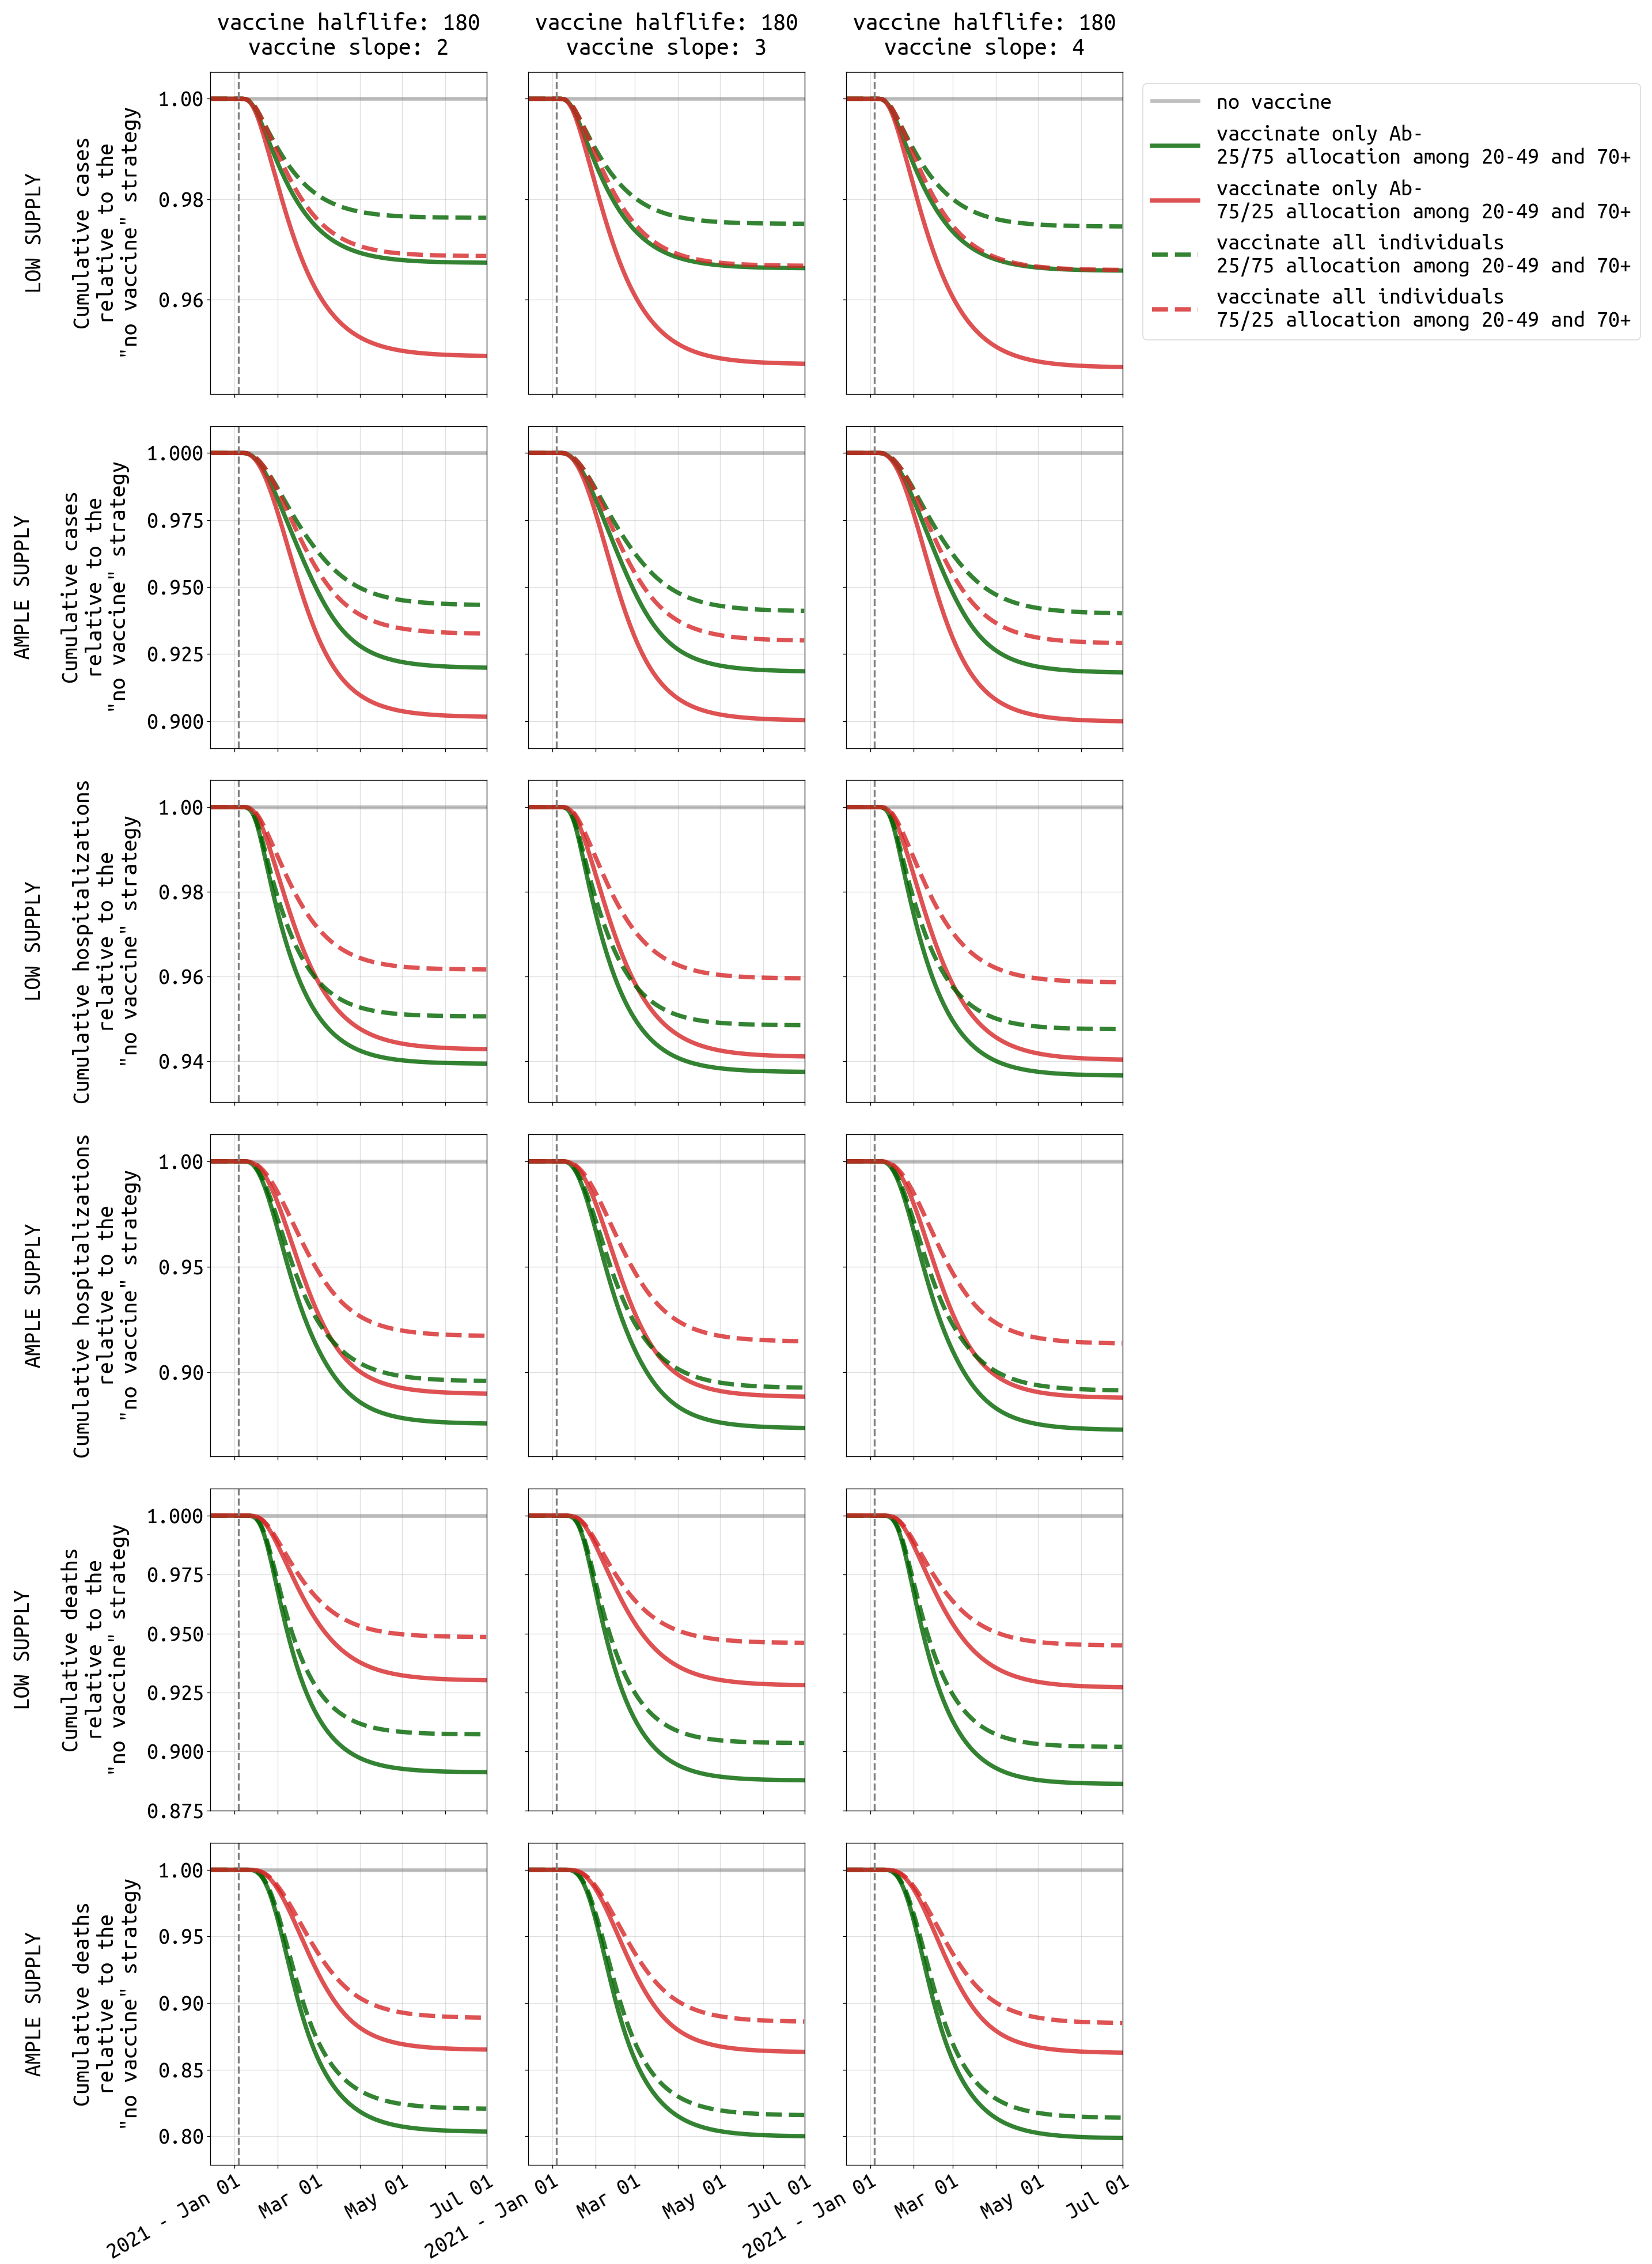 vaccine halflife: 180
vaccine slope: 2
vaccine halflife: 180
vaccine slope: 3
vaccine halflife: 180
vaccine slope: 4
no vaccine
vaccinate only Ab-
25/75 allocation among 20-49 and 70+
vaccinate only Ab-
75/25 allocation among 20-49 and 70+
vaccinate all individuals
25/75 allocation among 20-49 and 70+
vaccinate all individuals
75/25 allocation among 20-49 and 70+
LOW SUPPLY
Cumulative cases
relative to the
"no vaccine" strategy
1.00
0.98
0.96
AMPLE SUPPLY
Cumulative cases
relative to the
"no vaccine" strategy
1.000
0.975
0.950
0.925
0.900
LOW SUPPLY
Cumulative hospitalizations
relative to the
"no vaccine" strategy
1.00
0.98
0.96
0.94
AMPLE SUPPLY
Cumulative hospitalizations
relative to the
"no vaccine" strategy
1.00
0.95
0.90
LOW SUPPLY
Cumulative deaths
relative to the
"no vaccine" strategy
1.000
0.975
0.950
0.925
0.900
0.875
AMPLE SUPPLY
Cumulative deaths
relative to the
"no vaccine" strategy
1.00
0.95
0.90
0.85
0.80
2021 - Jan 01
Mar 01
May 01
Jul 01
2021 - Jan 01
Mar 01
May 01
Jul 01
2021 - Jan 01
Mar 01
May 01
Jul 01